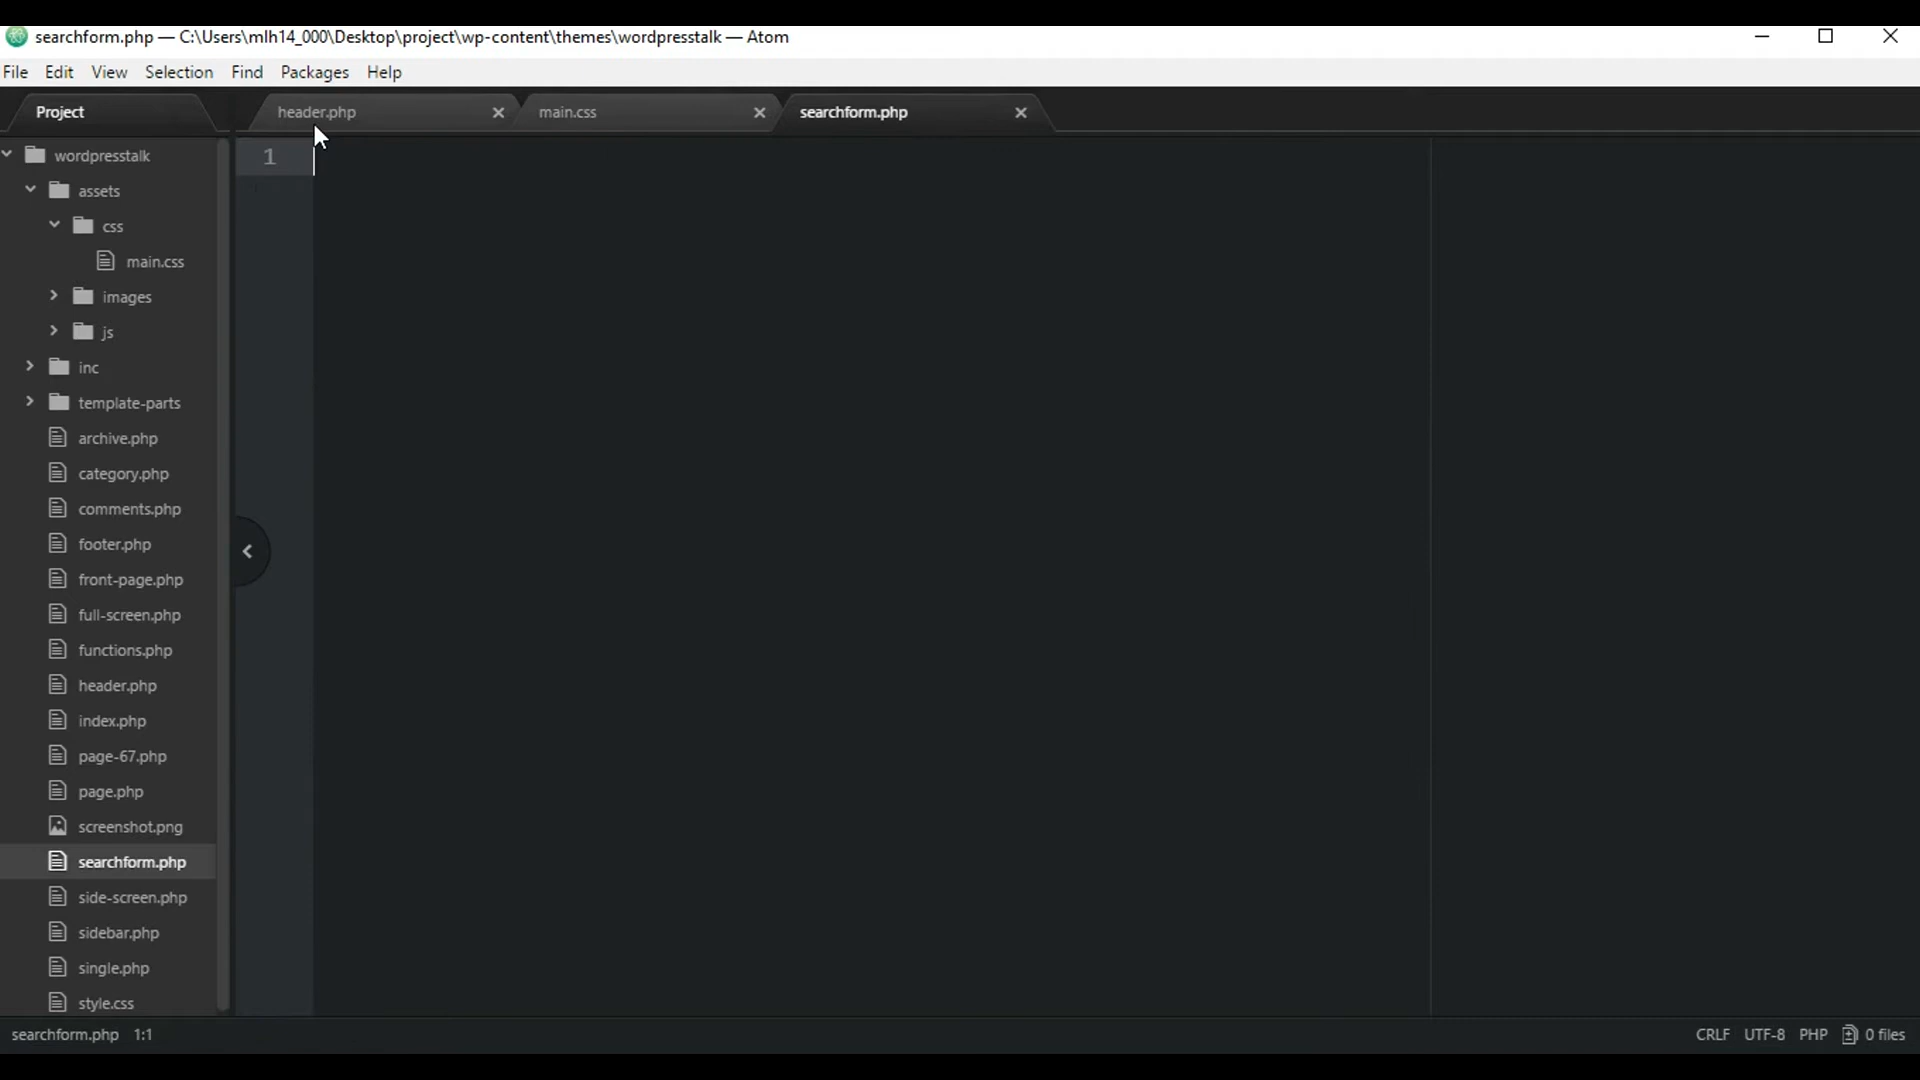 searchform.php — C:\Users\mlh14_000\Desktop\project\wp-content\themes\wordpresstalk — Atom
File Edit View Selection Find Packages Help
Project header.php main.css searchform.php
1
wordpresstalk
assets
css
main.css
images
js
inc
template-parts
archive.php
category.php
comments.php
footer.php
front-page.php
full-screen.php
functions.php
header.php
index.php
page-67.php
page.php
screenshot.png
searchform.php
side-screen.php
sidebar.php
single.php
style.css
searchform.php 1:1 CRLF UTF-8 PHP 0 files